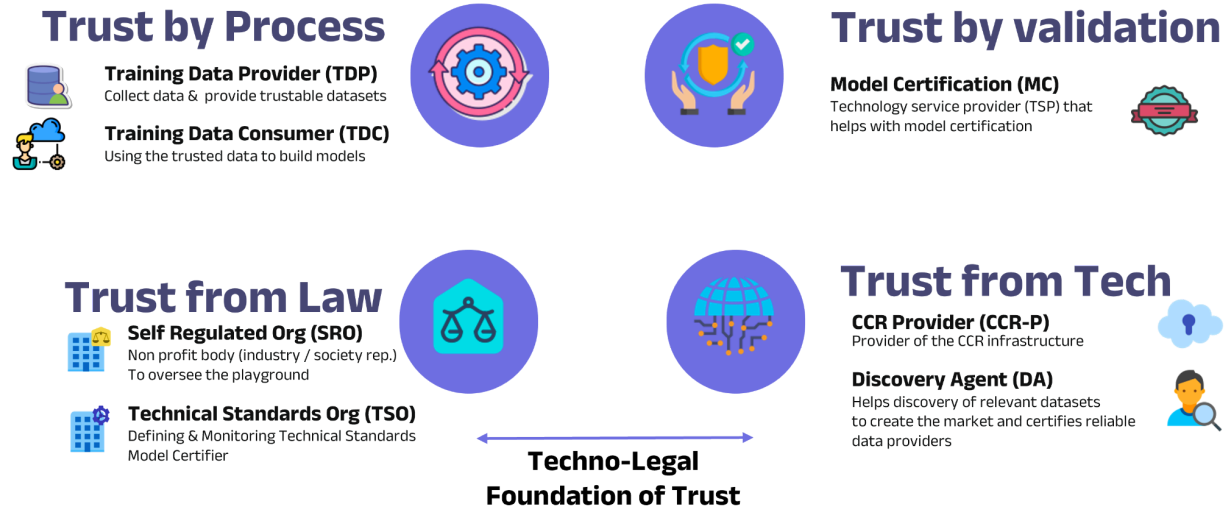 Trust by Process
Training Data Provider (TDP)
Collect data & provide trustable datasets
Training Data Consumer (TDC)
Using the trusted data to build models
Trust by validation
Model Certification (MC)
Technology service provider (TSP) that
helps with model certification
Trust from Law
Self Regulated Org (SRO)
Non profit body (industry / society rep.)
To oversee the playground
Technical Standards Org (TSO)
Defining & Monitoring Technical Standards
Model Certifier
Trust from Tech
CCR Provider (CCR-P)
Provider of the CCR infrastructure
Discovery Agent (DA)
Helps discovery of relevant datasets
to create the market and certifies reliable
data providers
Techno-Legal
Foundation of Trust